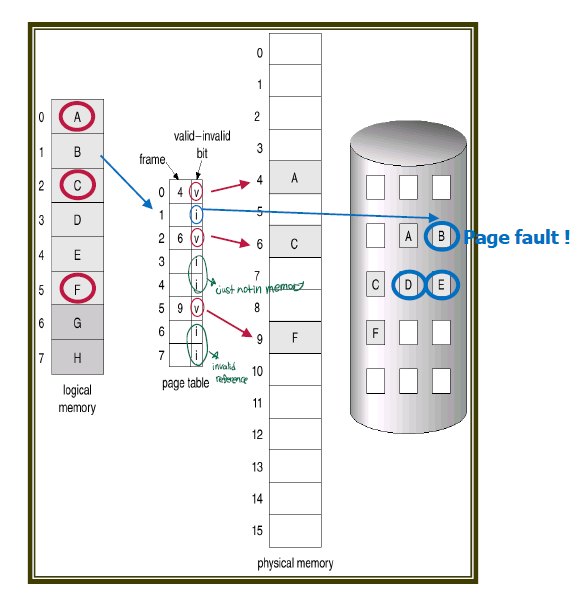 logical
memory
0 A
1 B
2 C
3 D
4 E
5 F
6 G
7 H
valid–invalid
bit
frame
0 4 v
1 i
2 6 v
3 i
4 i
just not in memory
5 9 v
6 i
7 i
invalid
reference
page table
0
1
2
3
4 A
5
6 C
7
8
9 F
10
11
12
13
14
15
physical memory
A B
C D E
F
Page fault !